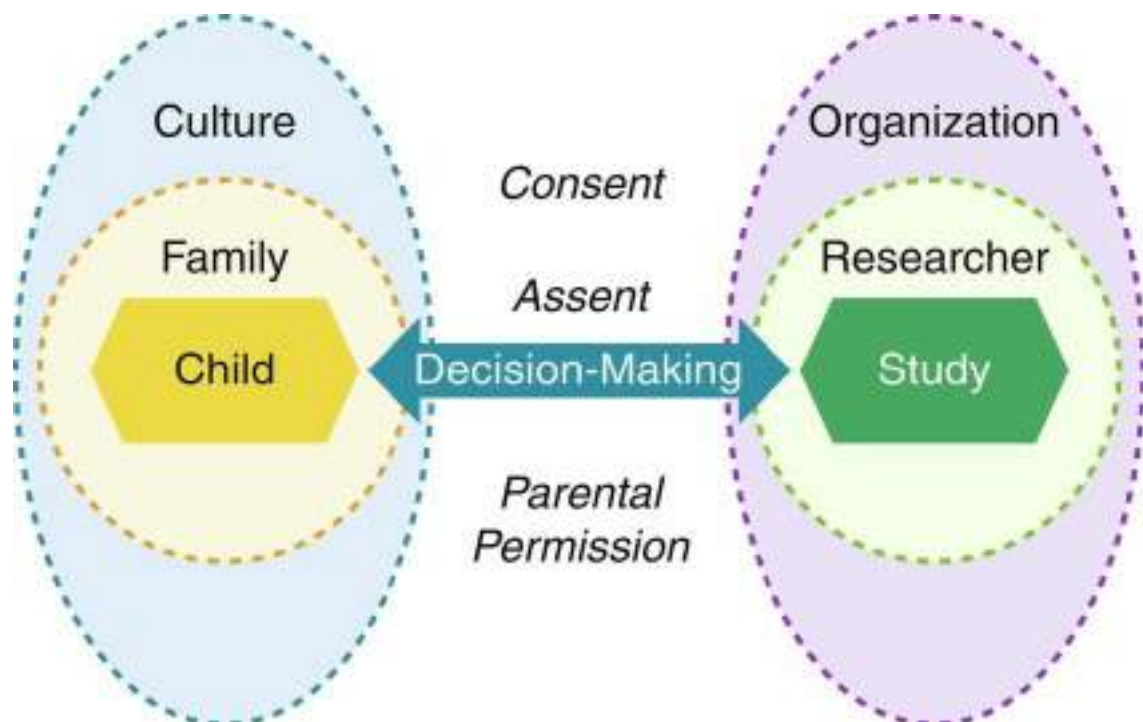 Culture
Organization
Consent
Family
Researcher
Assent
Child
Decision-Making
Study
Parental
Permission